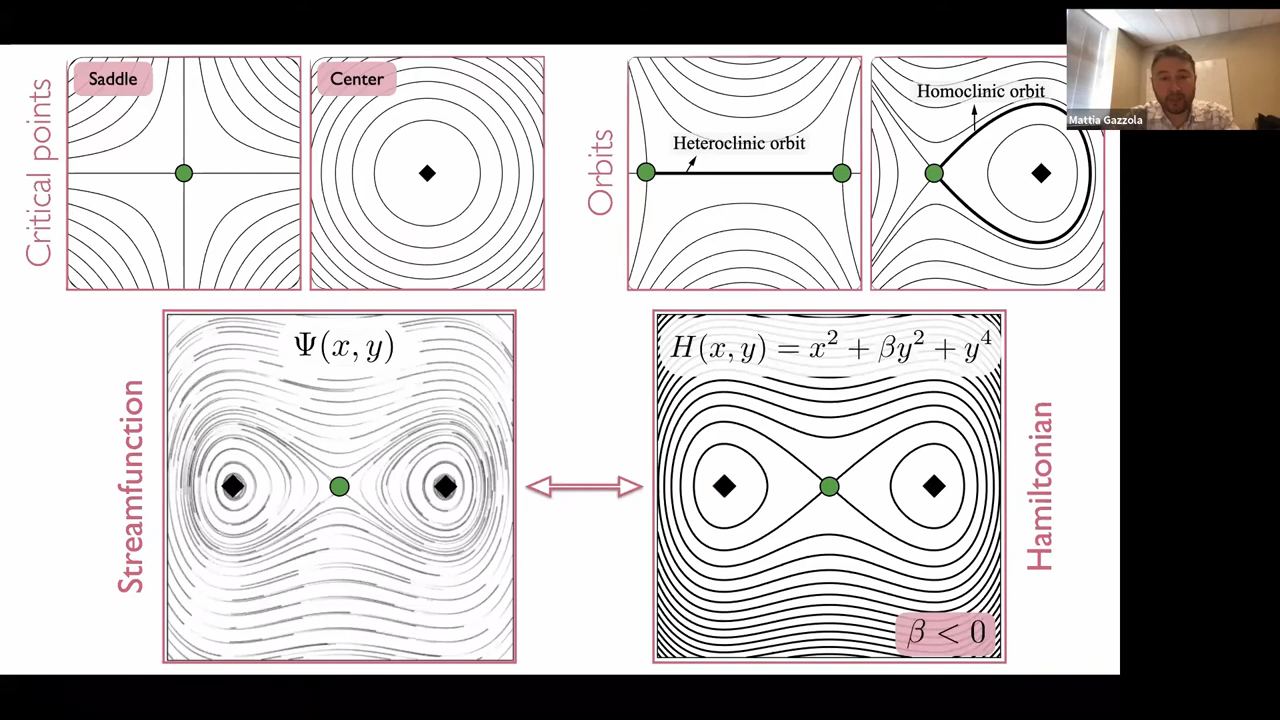 Critical points
Saddle
Center
Orbits
Heteroclinic orbit
Homoclinic orbit
Mattia Gazzola
Streamfunction
Ψ(x, y)
H(x, y) = x² + βy² + y⁴
β < 0
Hamiltonian